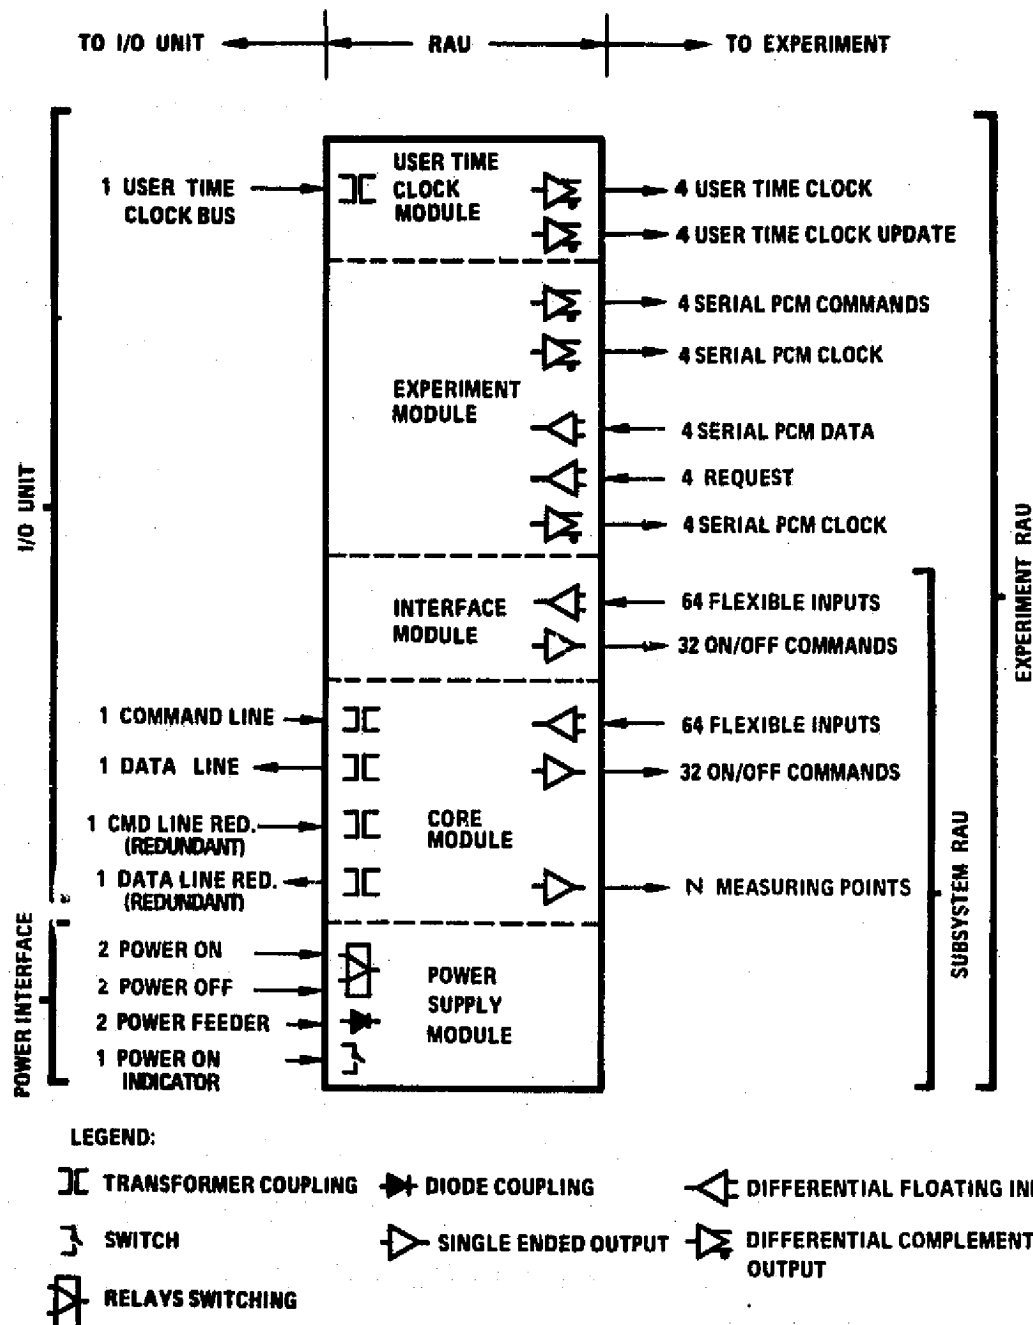 TO I/O UNIT
RAU
TO EXPERIMENT
1 USER TIME
CLOCK BUS
USER TIME
CLOCK
MODULE
4 USER TIME CLOCK
4 USER TIME CLOCK UPDATE
4 SERIAL PCM COMMANDS
4 SERIAL PCM CLOCK
EXPERIMENT
MODULE
4 SERIAL PCM DATA
4 REQUEST
4 SERIAL PCM CLOCK
I/O UNIT
EXPERIMENT RAU
INTERFACE
MODULE
64 FLEXIBLE INPUTS
32 ON/OFF COMMANDS
1 COMMAND LINE
1 DATA LINE
1 CMD LINE RED.
(REDUNDANT)
1 DATA LINE RED.
(REDUNDANT)
CORE
MODULE
64 FLEXIBLE INPUTS
32 ON/OFF COMMANDS
N MEASURING POINTS
SUBSYSTEM RAU
POWER INTERFACE
2 POWER ON
2 POWER OFF
2 POWER FEEDER
1 POWER ON
INDICATOR
POWER
SUPPLY
MODULE
LEGEND:
TRANSFORMER COUPLING
DIODE COUPLING
DIFFERENTIAL FLOATING
SWITCH
SINGLE ENDED OUTPUT
DIFFERENTIAL COMPLEMENT
OUTPUT
RELAYS SWITCHING